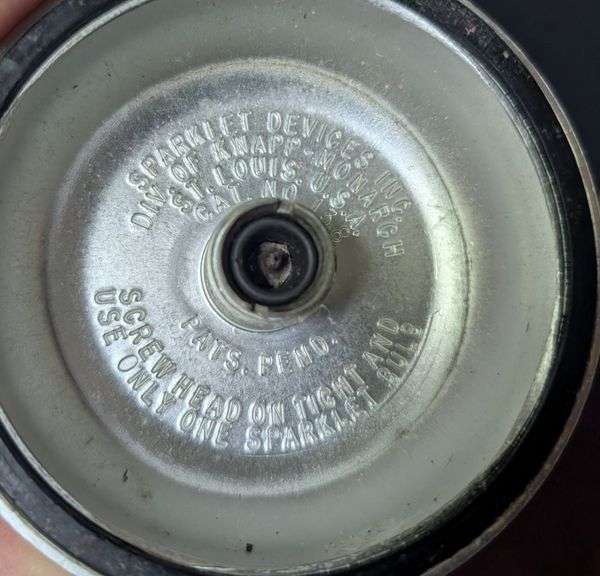 SPARKLET DEVICES INC.
DIV. OF KNAPP-MONARCH
ST. LOUIS, U.S.A.
CAT. NO.
PATS. PEND.
SCREW HEAD ON TIGHT AND
USE ONLY ONE SPARKLET BULB